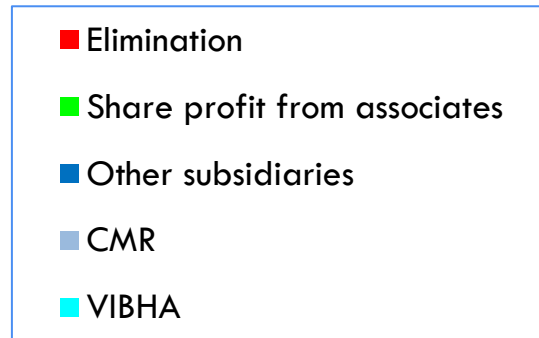 Elimination
Share profit from associates
Other subsidiaries
CMR
VIBHA